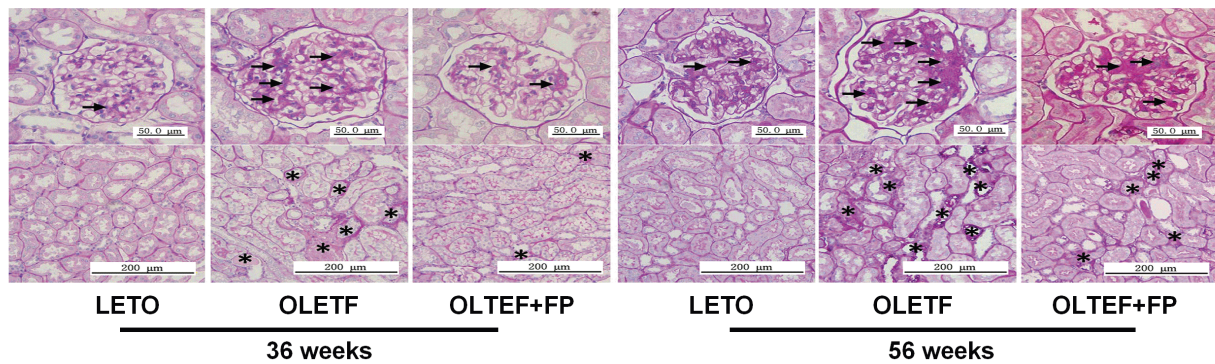 50.0 μm 50.0 μm 50.0 μm 50.0 μm 50.0 μm 50.0 μm
* * * * * * * * * * * * * * * * * * * * *
200 μm 200 μm 200 μm 200 μm 200 μm 200 μm
LETO OLETF OLTEF+FP LETO OLETF OLTEF+FP
36 weeks 56 weeks